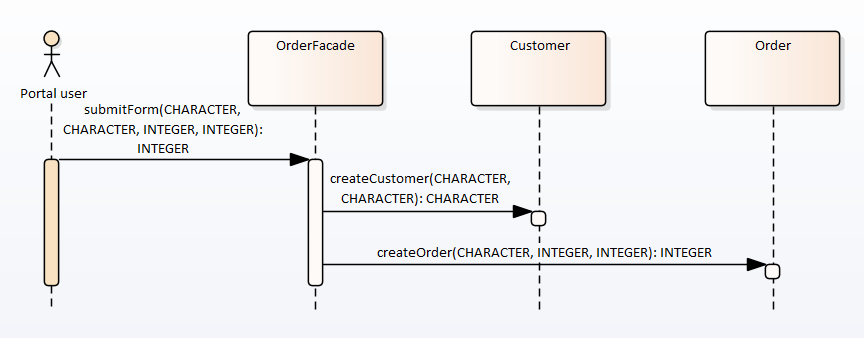 OrderFacade
Customer
Order
Portal user
submitForm(CHARACTER,
CHARACTER, INTEGER, INTEGER):
INTEGER
createCustomer(CHARACTER,
CHARACTER): CHARACTER
createOrder(CHARACTER, INTEGER, INTEGER): INTEGER